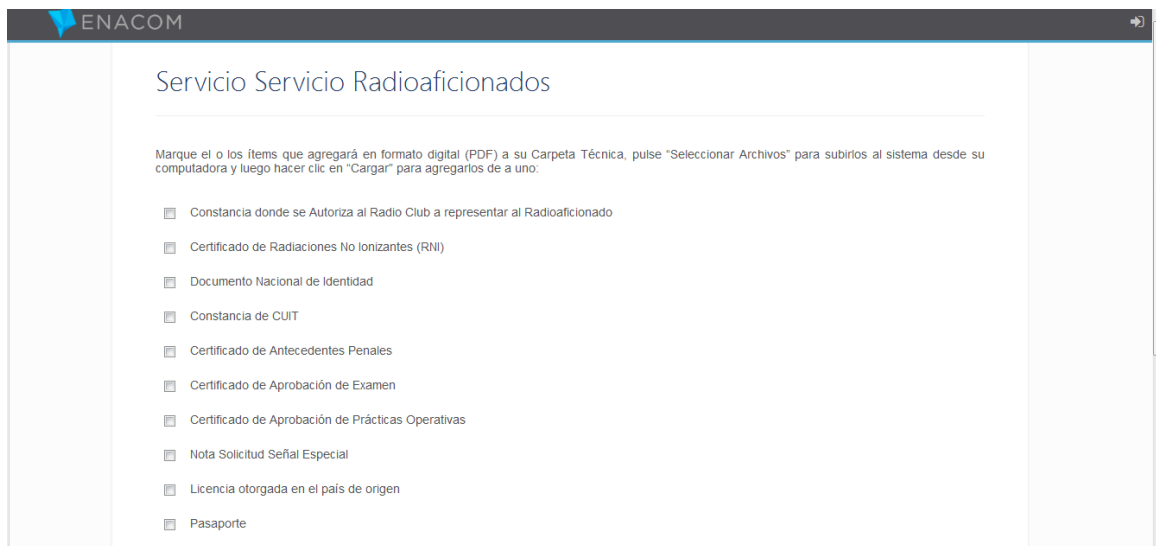 ENACOM
Servicio Servicio Radioaficionados
Marque el o los ítems que agregará en formato digital (PDF) a su Carpeta Técnica, pulse “Seleccionar Archivos” para subirlos al sistema desde su
computadora y luego hacer clic en “Cargar” para agregarlos de a uno:
Constancia donde se Autoriza al Radio Club a representar al Radioaficionado
Certificado de Radiaciones No Ionizantes (RNI)
Documento Nacional de Identidad
Constancia de CUIT
Certificado de Antecedentes Penales
Certificado de Aprobación de Examen
Certificado de Aprobación de Prácticas Operativas
Nota Solicitud Señal Especial
Licencia otorgada en el país de origen
Pasaporte